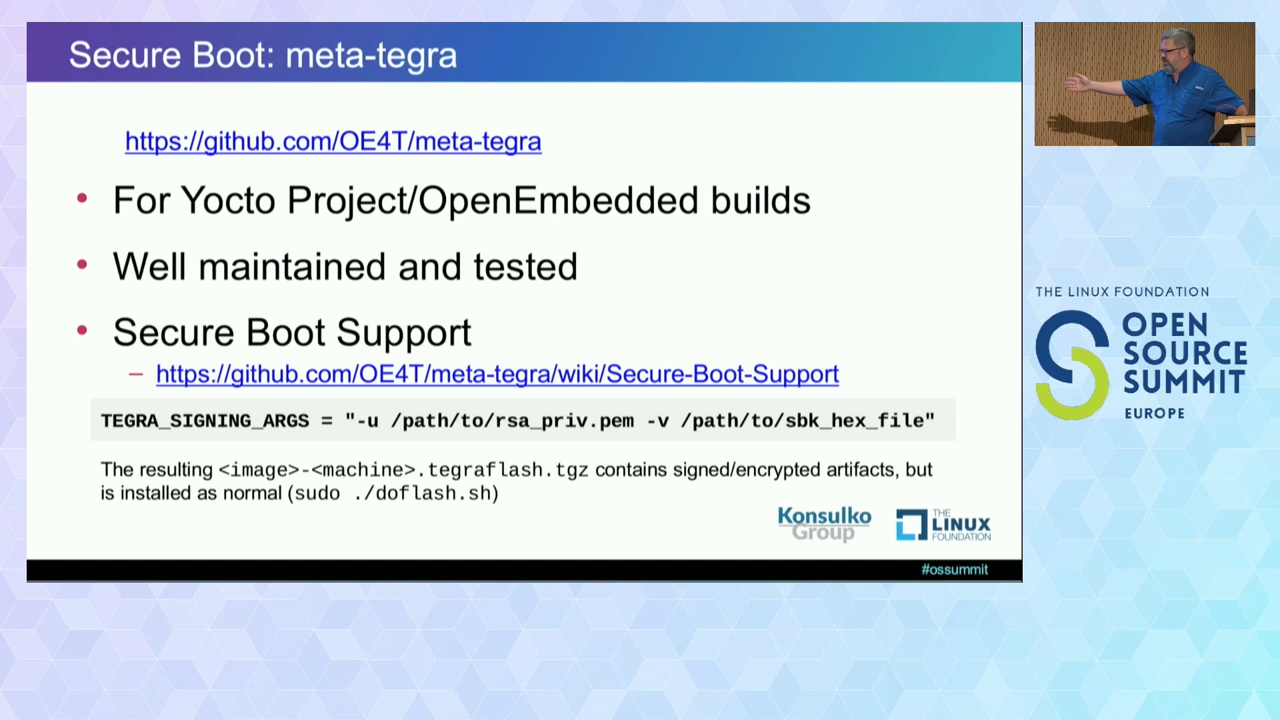 Secure Boot: meta-tegra
https://github.com/OE4T/meta-tegra
• For Yocto Project/OpenEmbedded builds
• Well maintained and tested
• Secure Boot Support
– https://github.com/OE4T/meta-tegra/wiki/Secure-Boot-Support
TEGRA_SIGNING_ARGS = "-u /path/to/rsa_priv.pem -v /path/to/sbk_hex_file"
The resulting <image>-<machine>.tegraflash.tgz contains signed/encrypted artifacts, but
is installed as normal (sudo ./doflash.sh)
Konsulko
Group
THE
LINUX
FOUNDATION
#ossummit
THE LINUX FOUNDATION
OPEN
SOURCE
SUMMIT
EUROPE